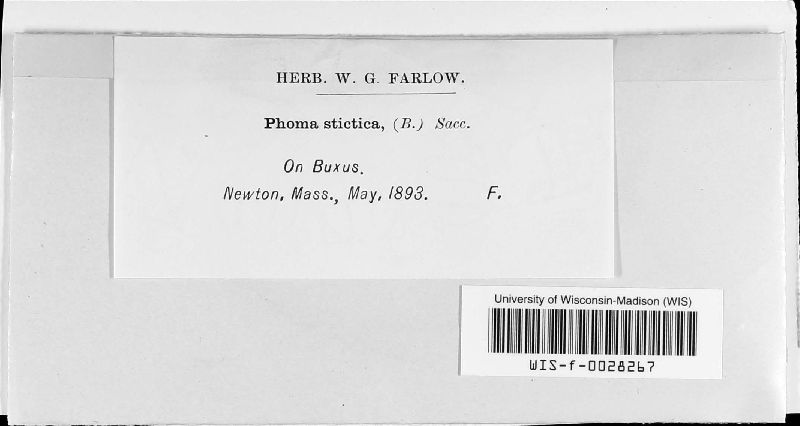 HERB. W. G. FARLOW.
Phoma stictica, (B.) Sacc.
On Buxus.
Newton, Mass., May, 1893. F.
University of Wisconsin-Madison (WIS)
WIS-f-0028267